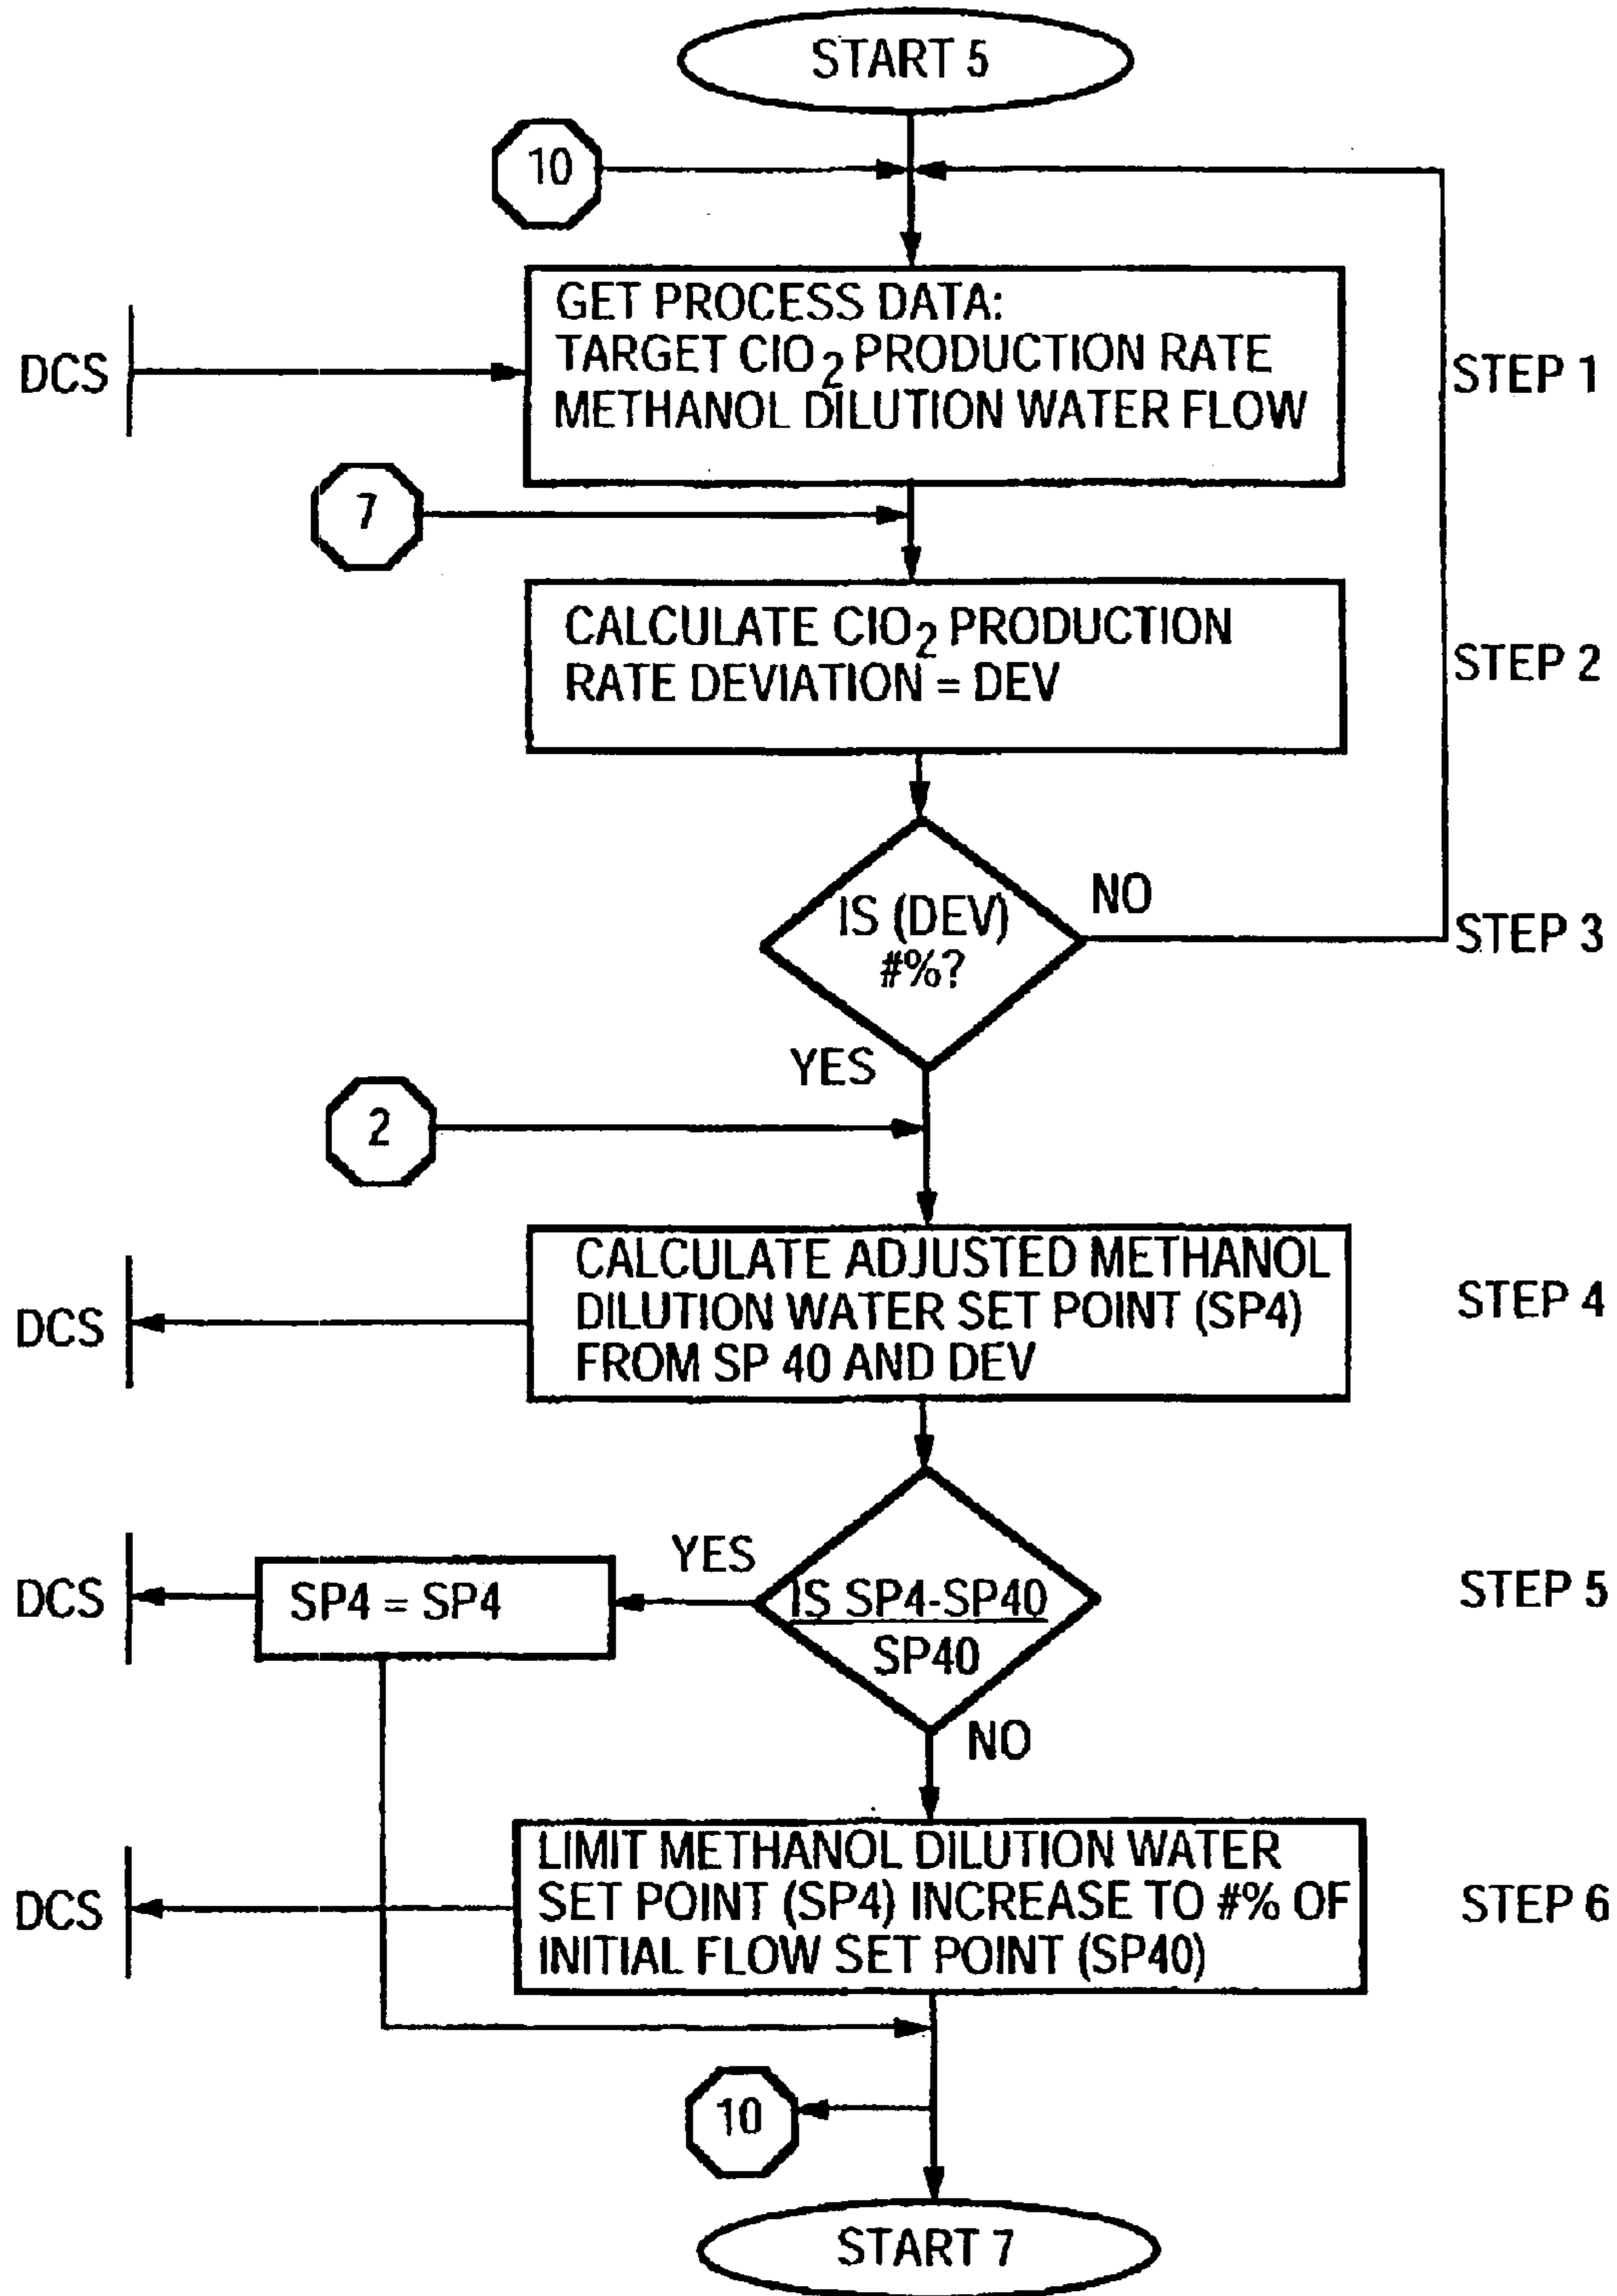 START 5
10
GET PROCESS DATA:
TARGET ClO2 PRODUCTION RATE
METHANOL DILUTION WATER FLOW
DCS
STEP 1
7
CALCULATE ClO2 PRODUCTION
RATE DEVIATION = DEV
STEP 2
IS (DEV)
#%?
NO
STEP 3
YES
2
CALCULATE ADJUSTED METHANOL
DILUTION WATER SET POINT (SP4)
FROM SP 40 AND DEV
DCS
STEP 4
YES
IS SP4-SP40
SP40
SP4 = SP4
DCS
STEP 5
NO
LIMIT METHANOL DILUTION WATER
SET POINT (SP4) INCREASE TO #% OF
INITIAL FLOW SET POINT (SP40)
DCS
STEP 6
10
START 7